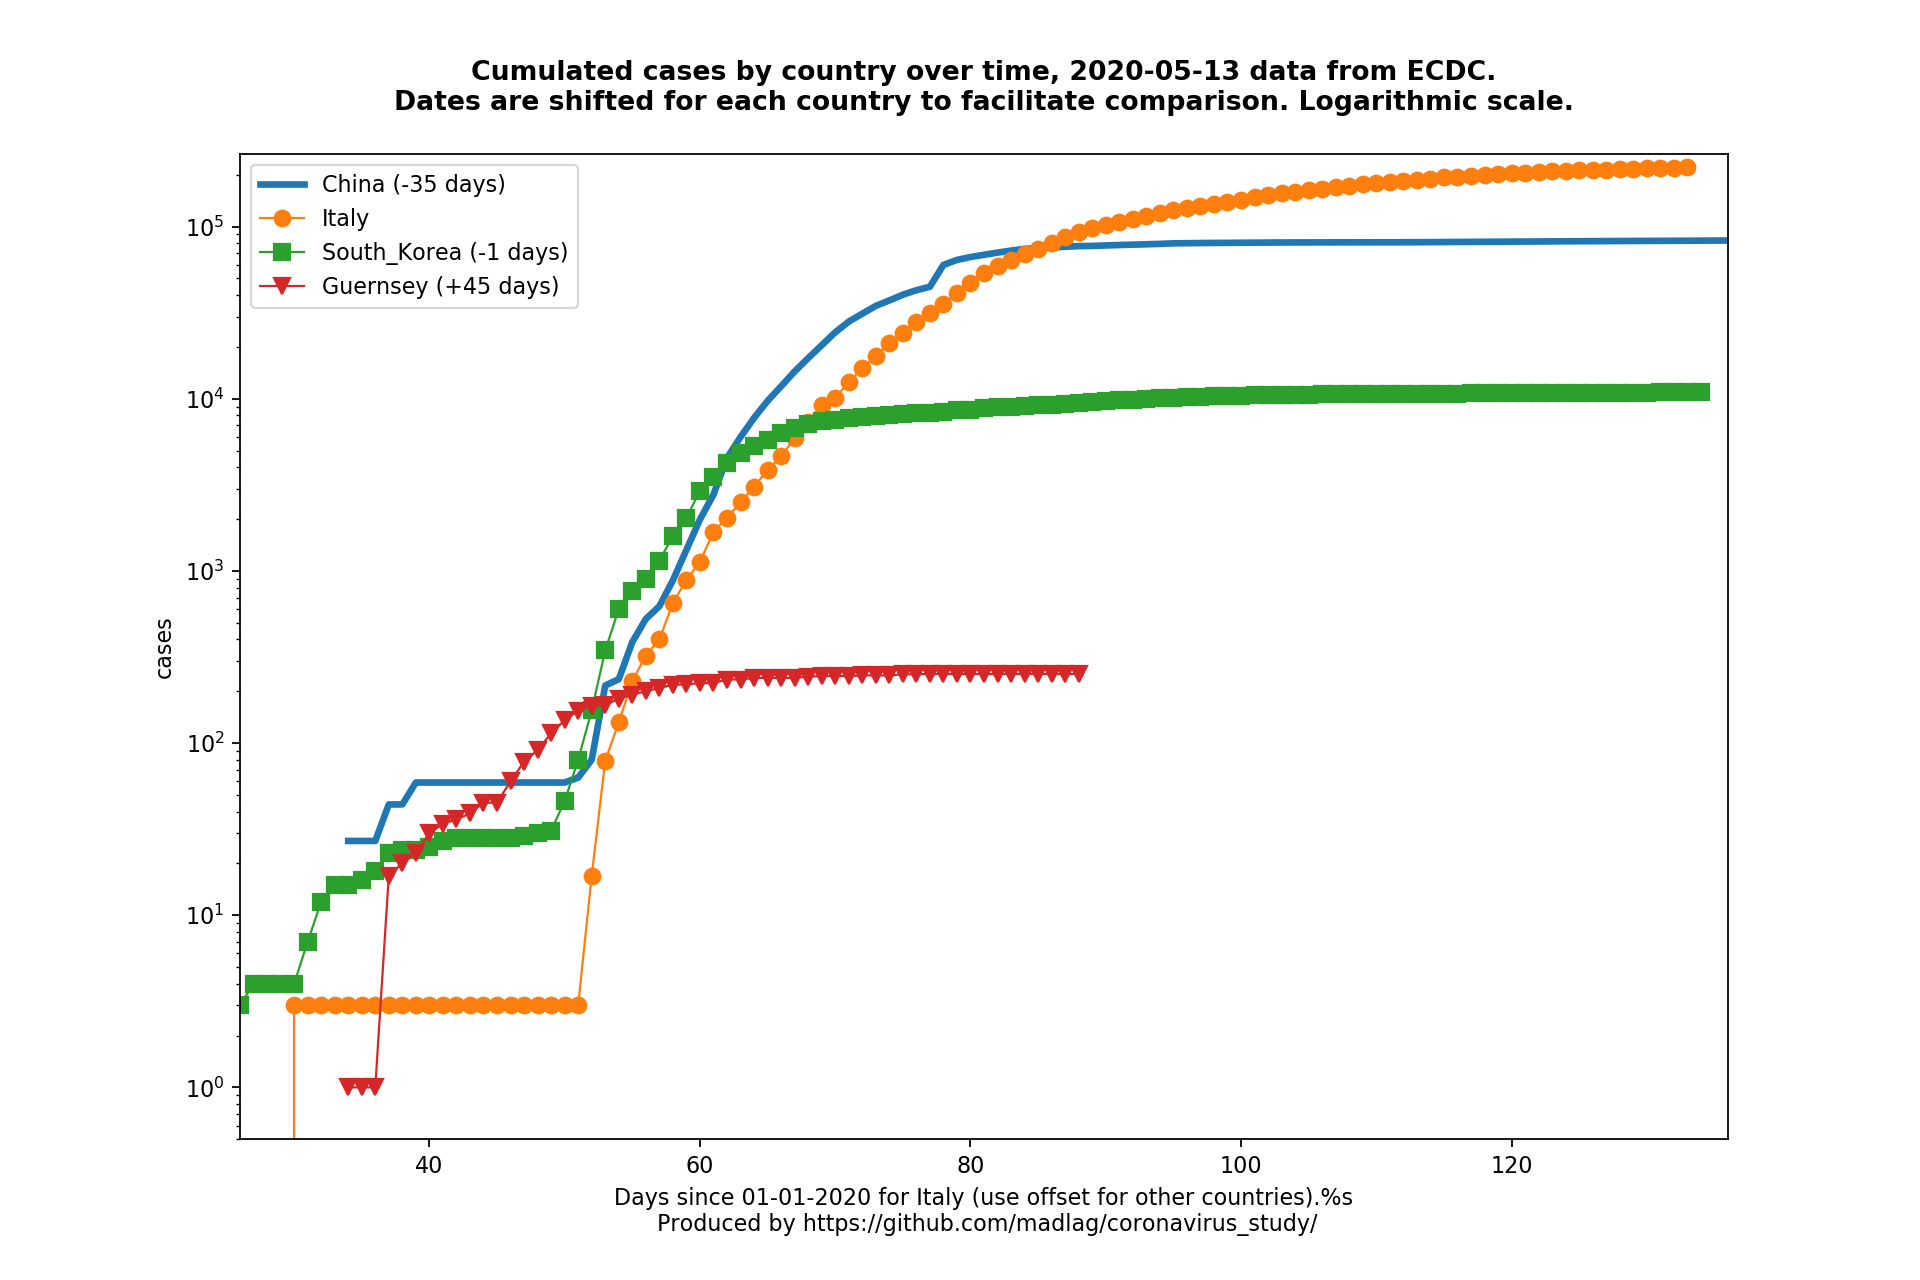 Cumulated cases by country over time, 2020-05-13 data from ECDC.
Dates are shifted for each country to facilitate comparison. Logarithmic scale.
China (-35 days)
Italy
South_Korea (-1 days)
Guernsey (+45 days)
10⁵
10⁴
10³
10²
10¹
10⁰
cases
40 60 80 100 120
Days since 01-01-2020 for Italy (use offset for other countries).%s
Produced by https://github.com/madlag/coronavirus_study/